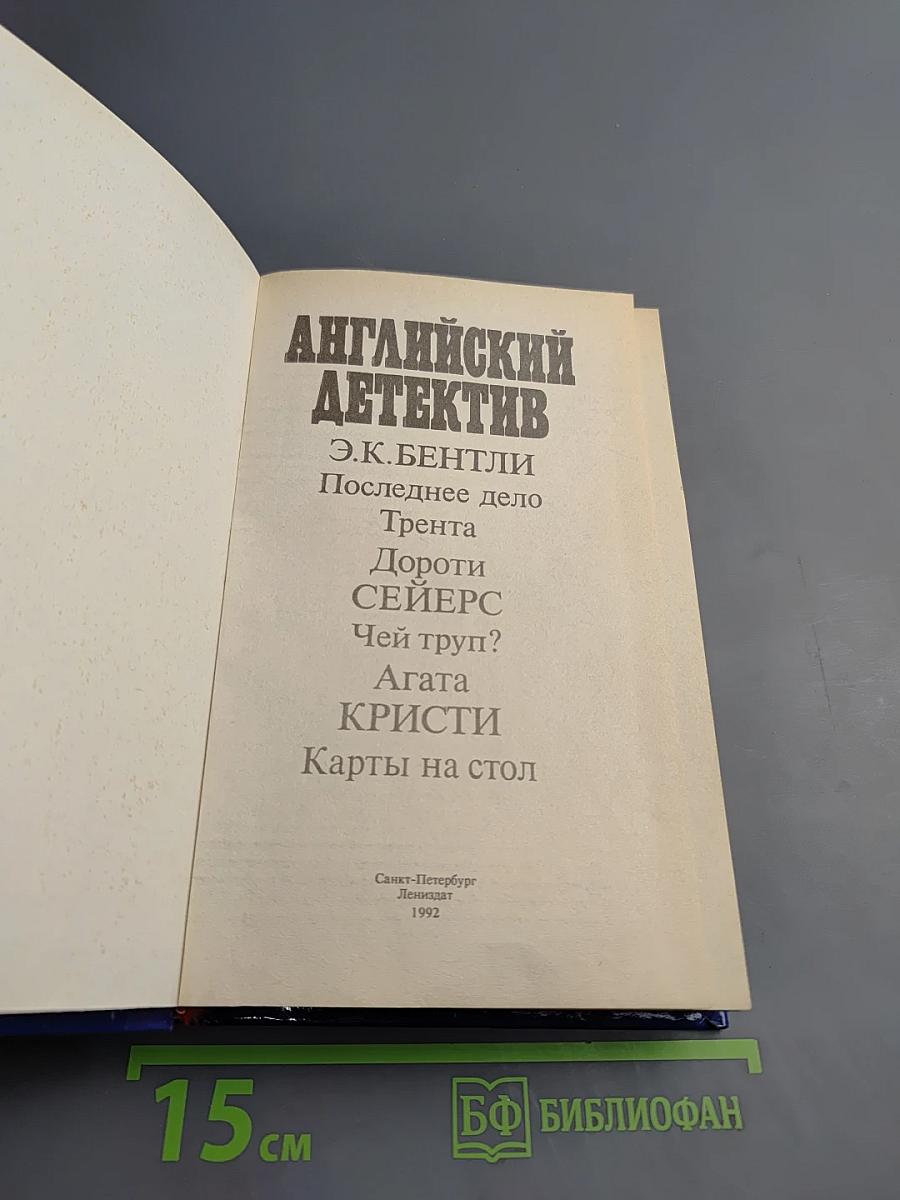 АНГЛИЙСКИЙ
ДЕТЕКТИВ
Э.К.БЕНТЛИ
Последнее дело
Трента
Дороти
СЕЙЕРС
Чей труп?
Агата
КРИСТИ
Карты на стол
Санкт-Петербург
Лениздат
1992
15 см
БФ БИБЛИОФАН